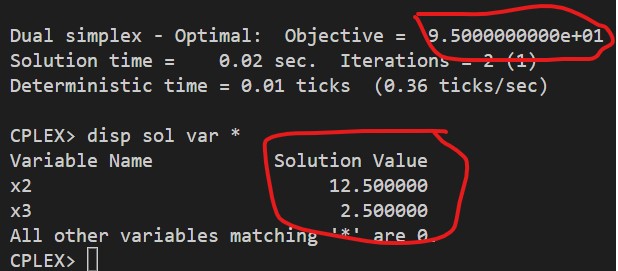 Dual simplex - Optimal:  Objective =  9.5000000000e+01
Solution time =    0.02 sec.  Iterations = 2 (1)
Deterministic time = 0.01 ticks  (0.36 ticks/sec)
CPLEX> disp sol var *
Variable Name           Solution Value
x2                           12.500000
x3                            2.500000
All other variables matching '*' are 0.
CPLEX>